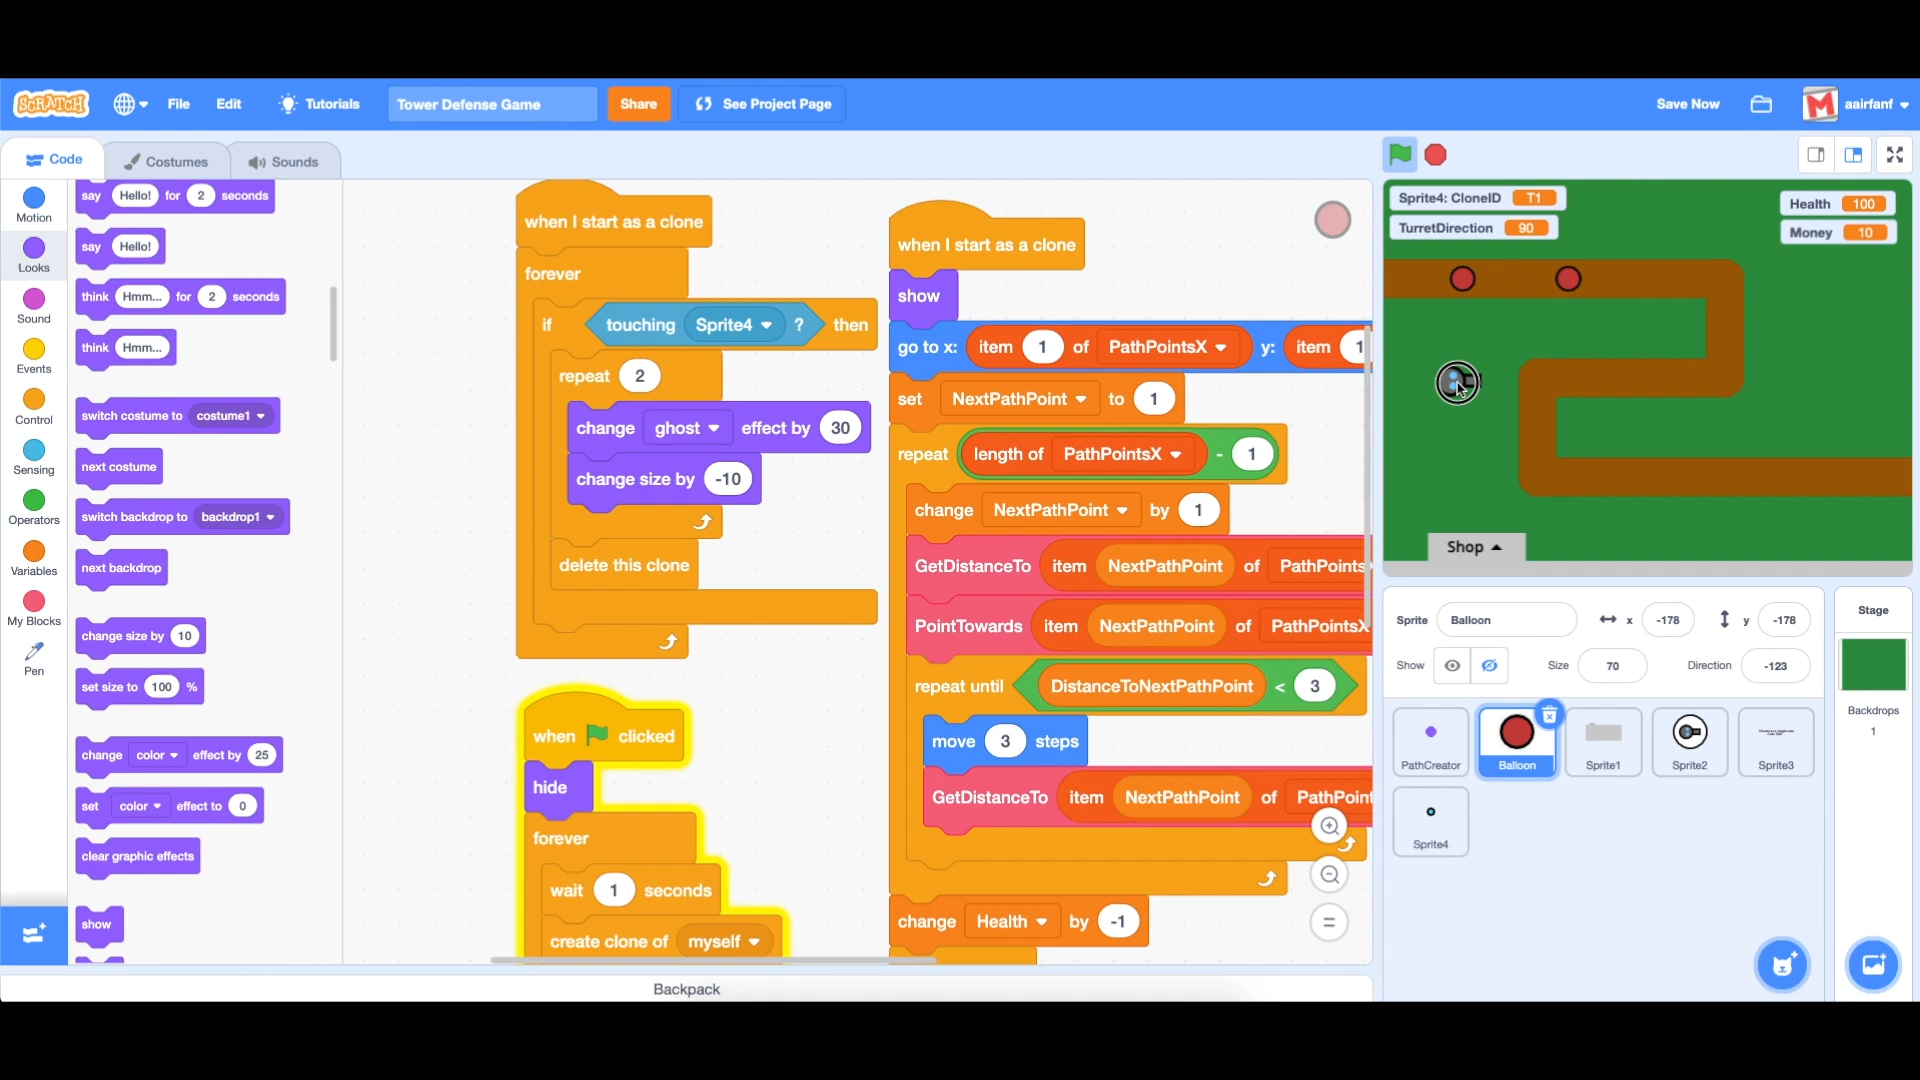 SCRATCH File Edit Tutorials Tower Defense Game Share See Project Page Save Now aairfanf
Code Costumes Sounds
Motion
Looks
Sound
Events
Control
Sensing
Operators
Variables
My Blocks
Pen
say Hello! for 2 seconds
say Hello!
think Hmm... for 2 seconds
think Hmm...
switch costume to costume1
next costume
switch backdrop to backdrop1
next backdrop
change size by 10
set size to 100 %
change color effect by 25
set color effect to 0
clear graphic effects
show
when I start as a clone
forever
if touching Sprite4 ? then
repeat 2
change ghost effect by 30
change size by -10
delete this clone
when clicked
hide
forever
wait 1 seconds
create clone of myself
when I start as a clone
show
go to x: item 1 of PathPointsX y: item 1
set NextPathPoint to 1
repeat length of PathPointsX - 1
change NextPathPoint by 1
GetDistanceTo item NextPathPoint of PathPoints
PointTowards item NextPathPoint of PathPointsX
repeat until DistanceToNextPathPoint < 3
move 3 steps
GetDistanceTo item NextPathPoint of PathPoint
change Health by -1
Backpack
Sprite4: CloneID T1
TurretDirection 90
Health 100
Money 10
Shop
Sprite Balloon x -178 y -178
Show Size 70 Direction -123
PathCreator Balloon Sprite1 Sprite2 Sprite3
Sprite4
Stage
Backdrops
1